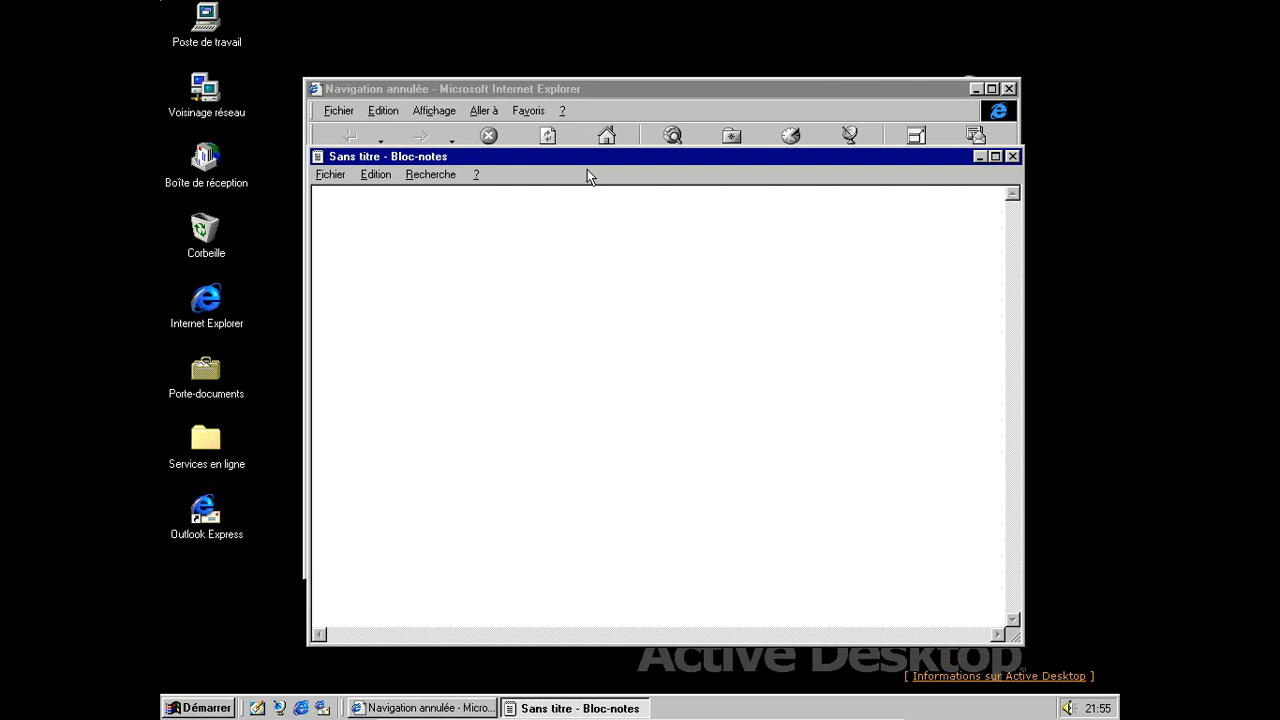 Poste de travail
Voisinage réseau
Boîte de réception
Corbeille
Internet Explorer
Porte-documents
Services en ligne
Outlook Express
Navigation annulée - Microsoft Internet Explorer
Fichier Edition Affichage Aller à Favoris ?
Sans titre - Bloc-notes
Fichier Edition Recherche ?
Active Desktop
[ Informations sur Active Desktop ]
Démarrer Navigation annulée - Micro... Sans titre - Bloc-notes 21:55